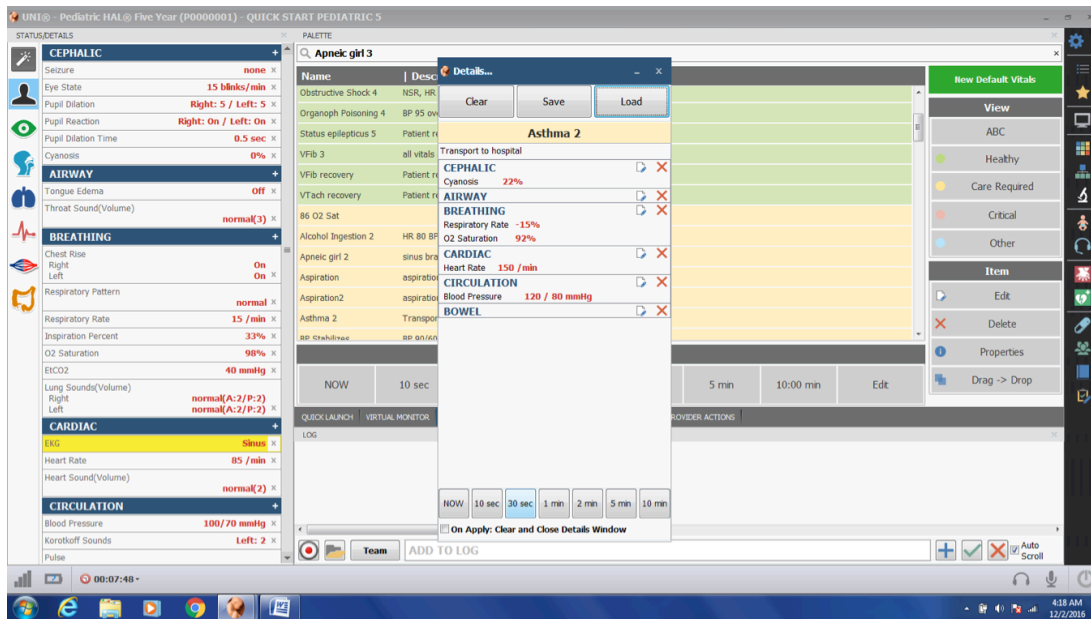 UNI® - Pediatric HAL® Five Year (P0000001) - QUICK START PEDIATRIC 5
STATUS/DETAILS
CEPHALIC +
Seizure none ×
Eye State 15 blinks/min ×
Pupil Dilation Right: 5 / Left: 5 ×
Pupil Reaction Right: On / Left: On ×
Pupil Dilation Time 0.5 sec ×
Cyanosis 0% ×
AIRWAY +
Tongue Edema Off ×
Throat Sound(Volume)
normal(3) ×
BREATHING +
Chest Rise
Right On
Left On ×
Respiratory Pattern
normal ×
Respiratory Rate 15 /min ×
Inspiration Percent 33% ×
O2 Saturation 98% ×
EtCO2 40 mmHg ×
Lung Sounds(Volume)
Right normal(A:2/P:2)
Left normal(A:2/P:2) ×
CARDIAC +
EKG Sinus ×
Heart Rate 85 /min ×
Heart Sound(Volume)
normal(2) ×
CIRCULATION +
Blood Pressure 100/70 mmHg ×
Korotkoff Sounds Left: 2 ×
Pulse
PALETTE
Apneic girl 3
Name | Desc
Obstructive Shock 4 NSR, HR
Organoph Poisoning 4 BP 95 ov
Status epilepticus 5 Patient re
VFib 3 all vitals
VFib recovery Patient re
VTach recovery Patient re
86 O2 Sat
Alcohol Ingestion 2 HR 80 BP
Apneic girl 2 sinus bra
Aspiration aspiration
Aspiration2 aspiration
Asthma 2 Transpor
BP Stabilizes BP 90/60
NOW 10 sec 5 min 10:00 min Edit
QUICK LAUNCH VIRTUAL MONITOR ROVIDER ACTIONS
LOG
Team ADD TO LOG
Auto Scroll
Details...
Clear Save Load
Asthma 2
Transport to hospital
CEPHALIC
Cyanosis 22%
AIRWAY
BREATHING
Respiratory Rate -15%
O2 Saturation 92%
CARDIAC
Heart Rate 150 /min
CIRCULATION
Blood Pressure 120 / 80 mmHg
BOWEL
NOW 10 sec 30 sec 1 min 2 min 5 min 10 min
On Apply: Clear and Close Details Window
New Default Vitals
View
ABC
Healthy
Care Required
Critical
Other
Item
Edit
Delete
Properties
Drag -> Drop
00:07:48
4:18 AM
12/2/2016